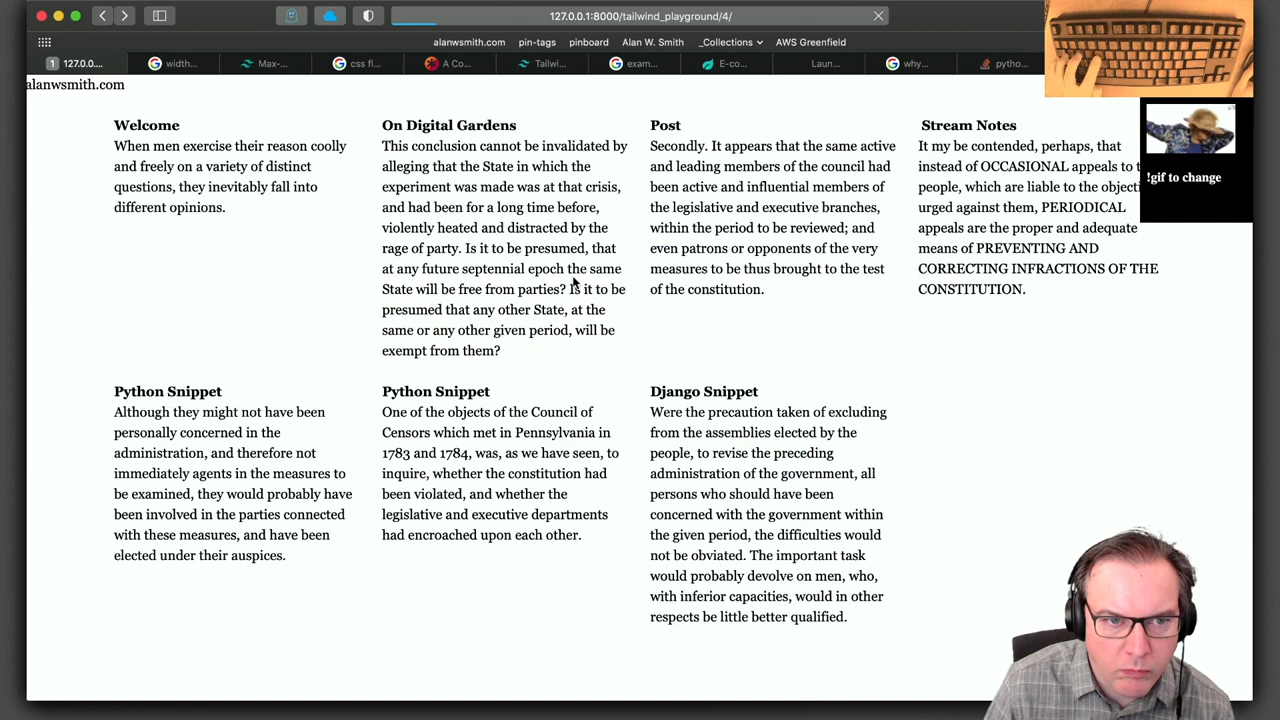 127.0.0.1:8000/tailwind_playground/4/
alanwsmith.com pin-tags pinboard Alan W. Smith _Collections AWS Greenfield
1 127.0.... width... Max-... css fl... A Co... Tailwi... exam... E-co... Laun... why... pytho...
alanwsmith.com
Welcome
When men exercise their reason coolly
and freely on a variety of distinct
questions, they inevitably fall into
different opinions.
On Digital Gardens
This conclusion cannot be invalidated by
alleging that the State in which the
experiment was made was at that crisis,
and had been for a long time before,
violently heated and distracted by the
rage of party. Is it to be presumed, that
at any future septennial epoch the same
State will be free from parties? Is it to be
presumed that any other State, at the
same or any other given period, will be
exempt from them?
Post
Secondly. It appears that the same active
and leading members of the council had
been active and influential members of
the legislative and executive branches,
within the period to be reviewed; and
even patrons or opponents of the very
measures to be thus brought to the test
of the constitution.
Stream Notes
It my be contended, perhaps, that
instead of OCCASIONAL appeals to
people, which are liable to the
urged against them, PERIODICAL
appeals are the proper and adequate
means of PREVENTING AND
CORRECTING INFRACTIONS OF THE
CONSTITUTION.
!gif to change
Python Snippet
Although they might not have been
personally concerned in the
administration, and therefore not
immediately agents in the measures to
be examined, they would probably have
been involved in the parties connected
with these measures, and have been
elected under their auspices.
Python Snippet
One of the objects of the Council of
Censors which met in Pennsylvania in
1783 and 1784, was, as we have seen, to
inquire, whether the constitution had
been violated, and whether the
legislative and executive departments
had encroached upon each other.
Django Snippet
Were the precaution taken of excluding
from the assemblies elected by the
people, to revise the preceding
administration of the government, all
persons who should have been
concerned with the government within
the given period, the difficulties would
not be obviated. The important task
would probably devolve on men, who,
with inferior capacities, would in other
respects be little better qualified.